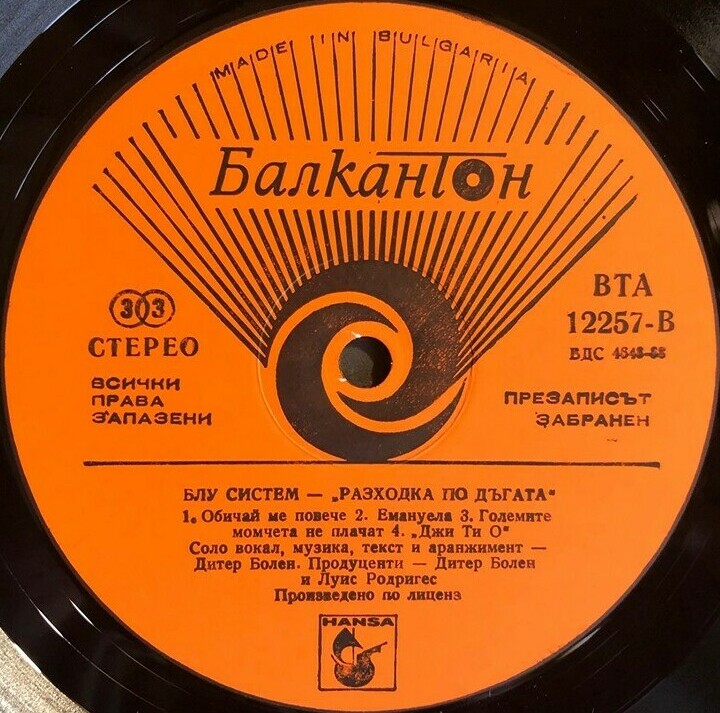 MADE IN BULGARIA
Балкантон
33
СТЕРЕО
ВСИЧКИ
ПРАВА
ЗАПАЗЕНИ
ВТА
12257-В
БДС 4643-88
ПРЕЗАПИСЪТ
ЗАБРАНЕН
БЛУ СИСТЕМ — „РАЗХОДКА ПО ДЪГАТА“
1. Обичай ме повече 2. Емануела 3. Големите
момчета не плачат 4. „Джи Ти О“
Соло вокал, музика, текст и аранжимент —
Дитер Болен. Продуценти — Дитер Болен
и Луис Родригес
Произведено по лиценз
HANSA